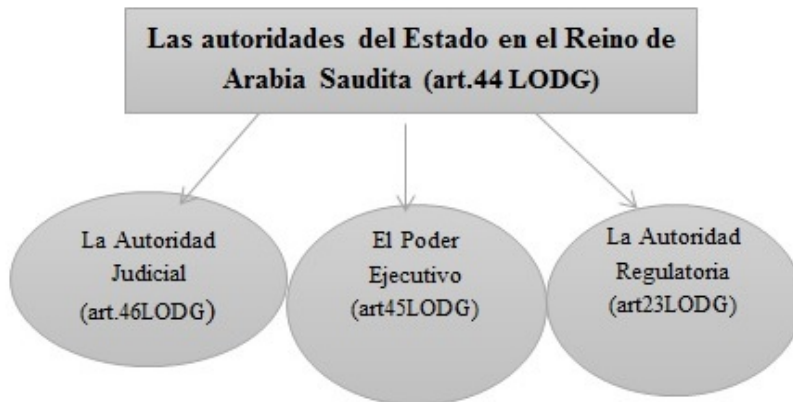 Las autoridades del Estado en el Reino de
Arabia Saudita (art.44 LODG)
La Autoridad
Judicial
(art.46LODG)
El Poder
Ejecutivo
(art45LODG)
La Autoridad
Regulatoria
(art23LODG)